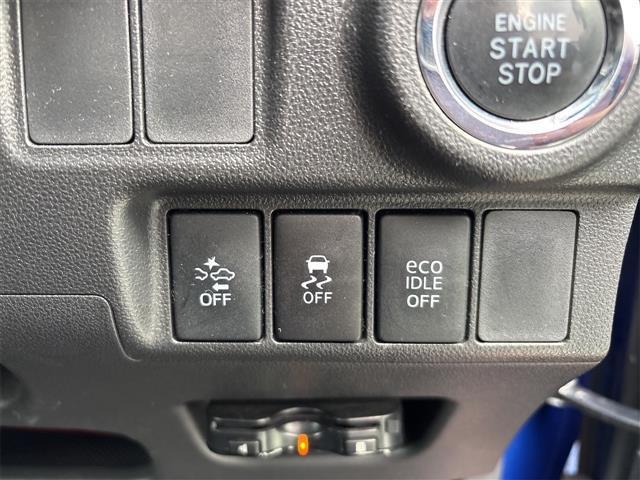 ENGINE
START
STOP
OFF
OFF
eco
IDLE
OFF